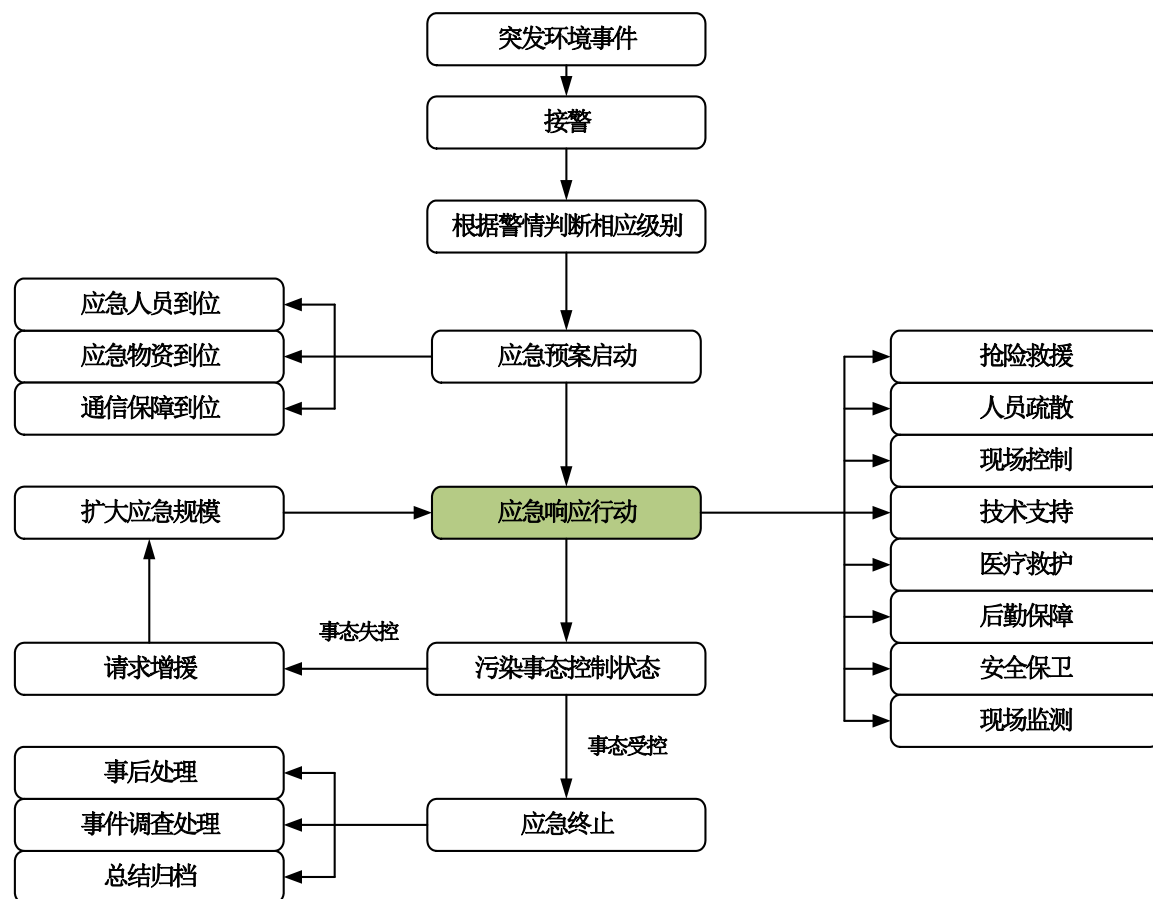 突发环境事件
接警
根据警情判断相应级别
应急人员到位
应急物资到位
通信保障到位
应急预案启动
抢险救援
人员疏散
现场控制
技术支持
医疗救护
后勤保障
安全保卫
现场监测
扩大应急规模
应急响应行动
事态失控
请求增援
污染事态控制状态
事态受控
事后处理
事件调查处理
总结归档
应急终止